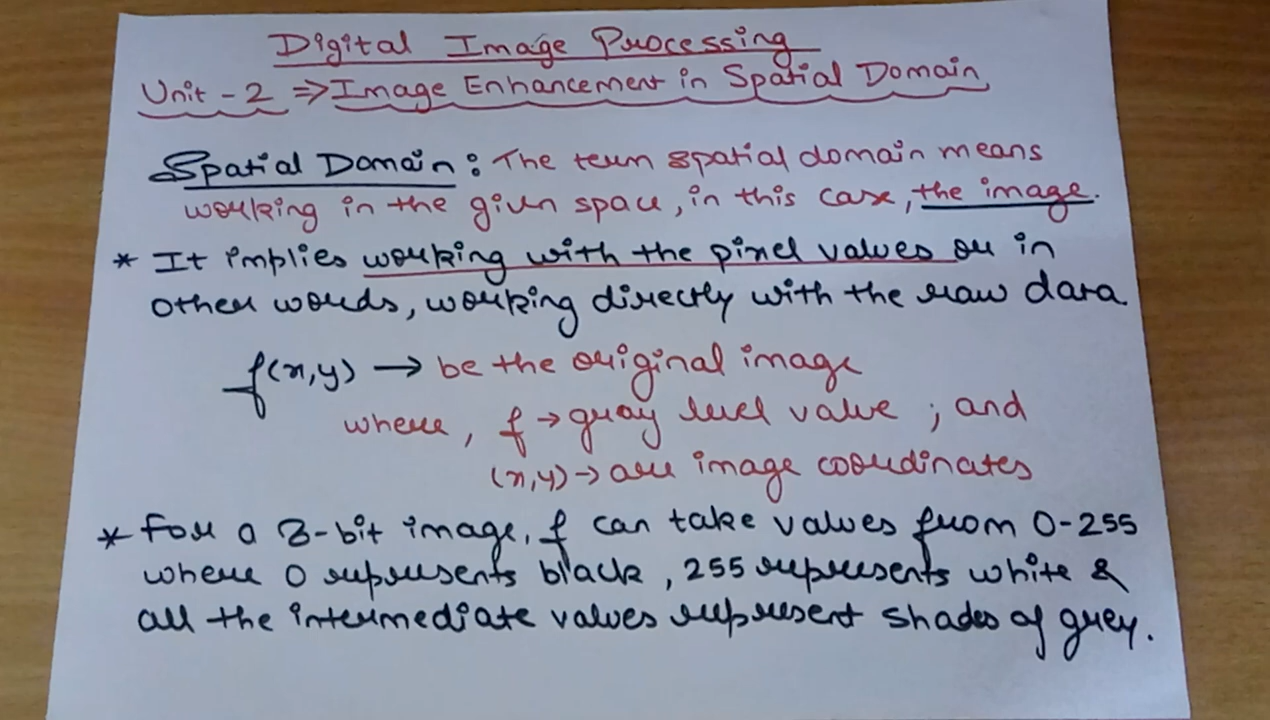 Digital Image Processing
Unit - 2 ⇒ Image Enhancement in Spatial Domain
Spatial Domain: The term spatial domain means
working in the given space, in this case, the image.
* It implies working with the pixel values or in
other words, working directly with the raw data.
f(x,y) → be the original image
where, f → gray level value ; and
(x,y) → are image coordinates
* For a 8-bit image, f can take values from 0-255
where 0 represents black, 255 represents white &
all the intermediate values represent shades of grey.